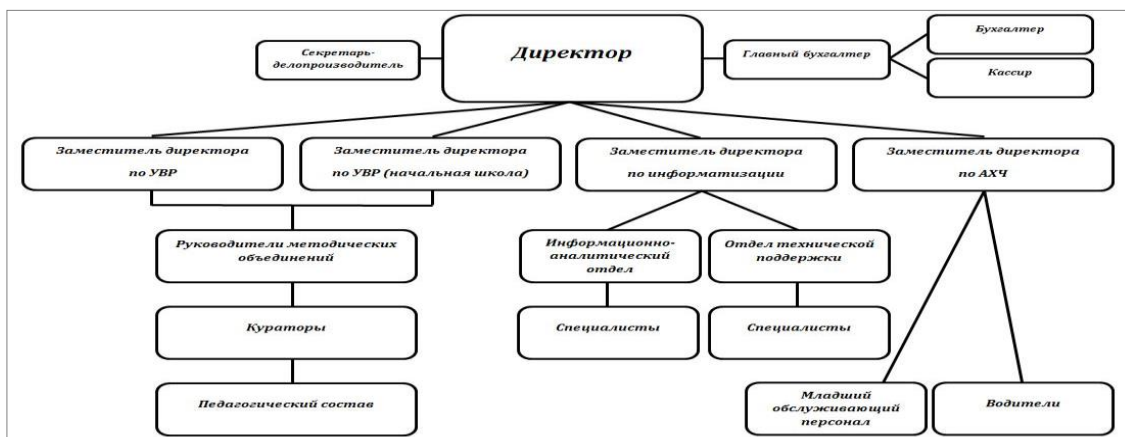 Директор
Секретарь-
делопроизводитель
Главный бухгалтер
Бухгалтер
Кассир
Заместитель директора
по УВР
Заместитель директора
по УВР (начальная школа)
Заместитель директора
по информатизации
Заместитель директора
по АХЧ
Руководители методических
объединений
Информационно-
аналитический
отдел
Отдел технической
поддержки
Кураторы
Специалисты
Специалисты
Педагогический состав
Младший
обслуживающий
персонал
Водители